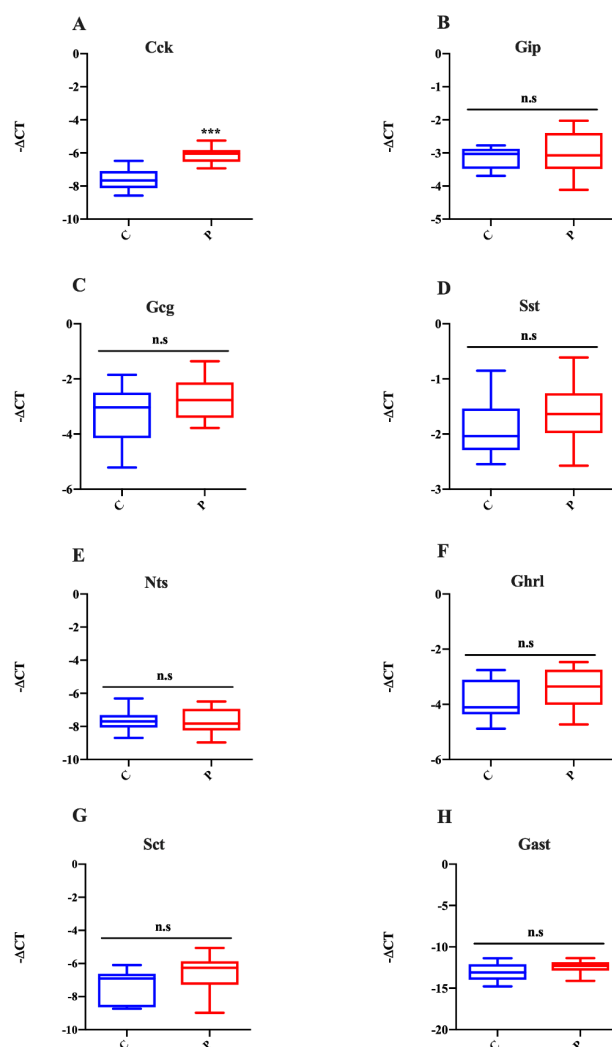 A
Cck
-ΔCT
0
-2
-4
-6
-8
-10
***
C
P
B
Gip
-ΔCT
0
-1
-2
-3
-4
-5
n.s
C
P
C
Gcg
-ΔCT
0
-2
-4
-6
n.s
C
P
D
Sst
-ΔCT
0
-1
-2
-3
n.s
C
P
E
Nts
-ΔCT
0
-2
-4
-6
-8
-10
n.s
C
P
F
Ghrl
-ΔCT
0
-2
-4
-6
n.s
C
P
G
Sct
-ΔCT
0
-2
-4
-6
-8
-10
n.s
C
P
H
Gast
-ΔCT
0
-5
-10
-15
-20
n.s
C
P